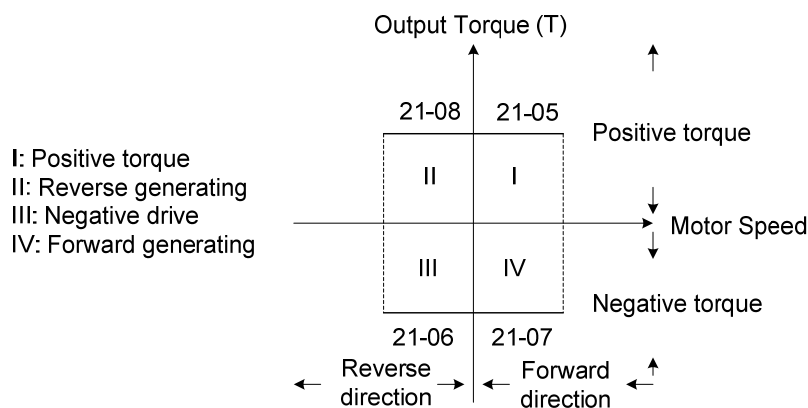 Output Torque (T)
21-08
21-05
Positive torque
I: Positive torque
II: Reverse generating
III: Negative drive
IV: Forward generating
II
I
Motor Speed
III
IV
Negative torque
21-06
21-07
Reverse
direction
Forward
direction